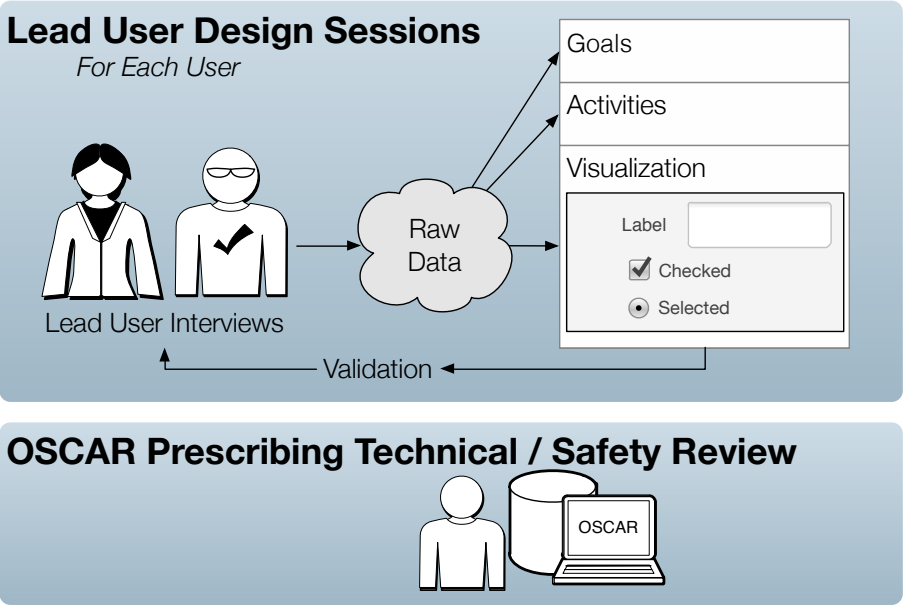 Lead User Design Sessions
For Each User
Goals
Activities
Visualization
Label
Checked
Selected
Raw
Data
Lead User Interviews
Validation
OSCAR Prescribing Technical / Safety Review
OSCAR